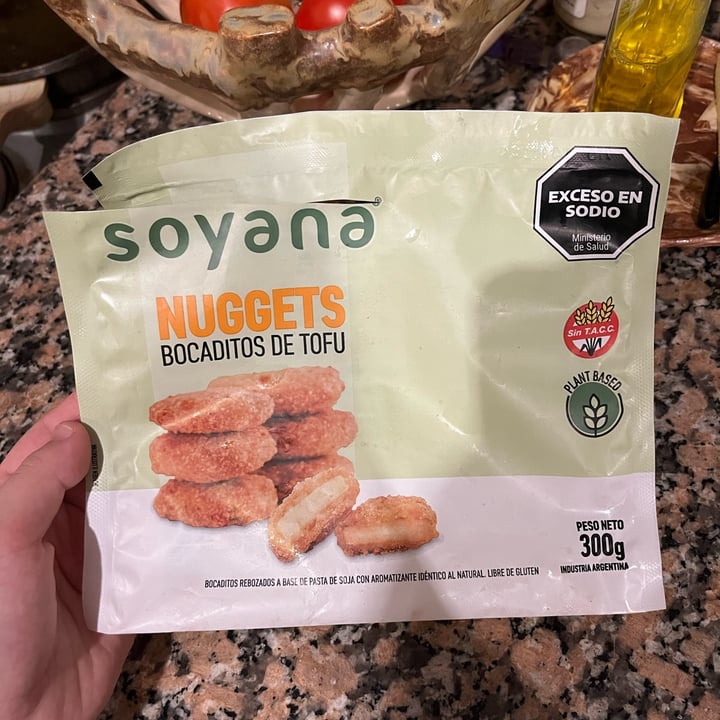 soyana®
NUGGETS
BOCADITOS DE TOFU
EXCESO EN
SODIO
Ministerio
de Salud
Sin T.A.C.C.
PLANT BASED
PESO NETO
300g
INDUSTRIA ARGENTINA
BOCADITOS REBOZADOS A BASE DE PASTA DE SOJA CON AROMATIZANTE IDÉNTICO AL NATURAL. LIBRE DE GLUTEN